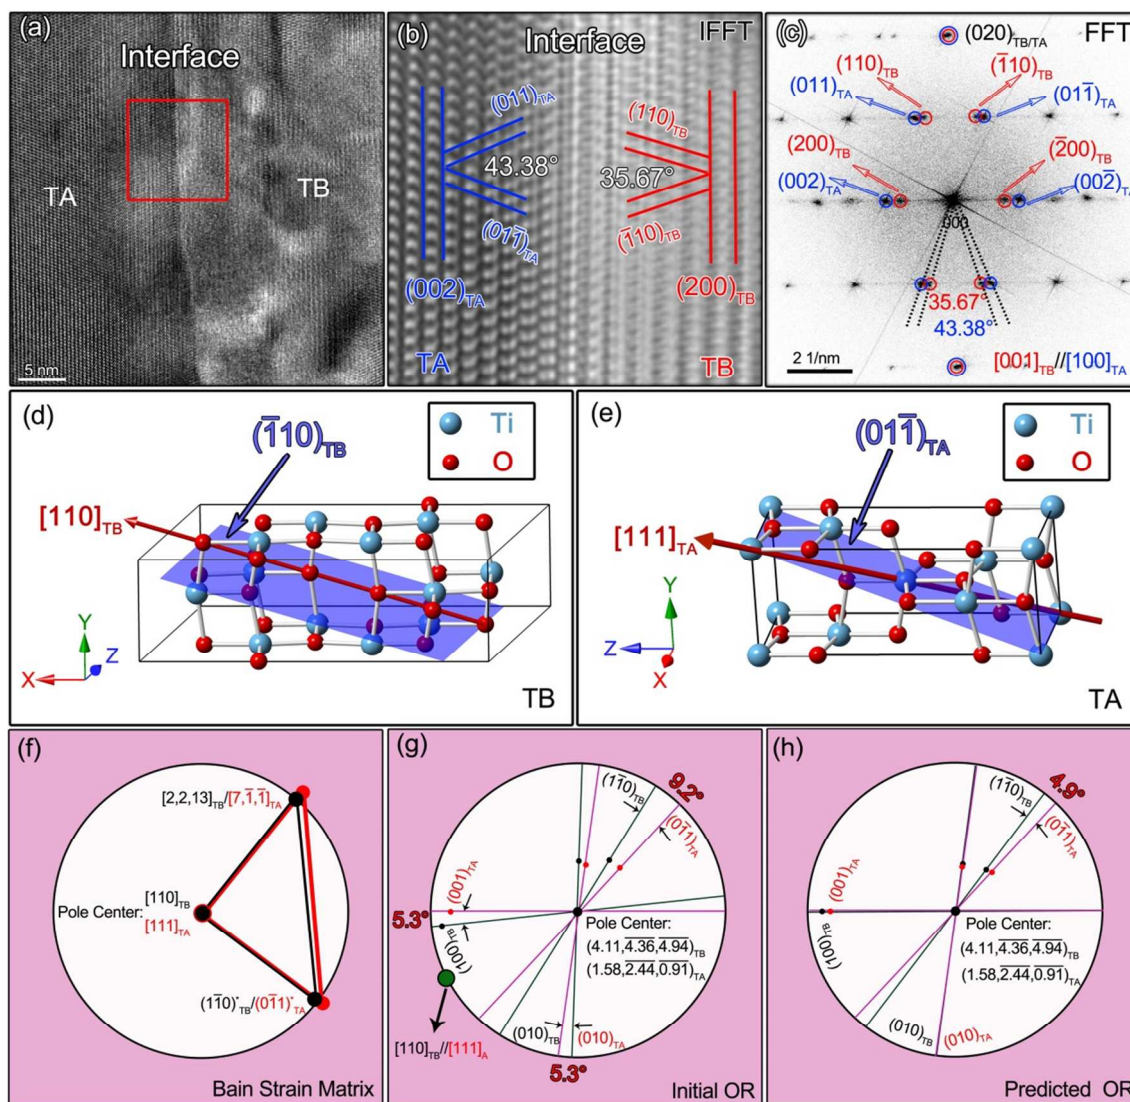 (a)
Interface
TA
TB
5 nm
(b)
Interface
IFFT
(011)TA
43.38°
(01̄1̄)TA
(002)TA
TA
(110)TB
35.67°
(1̄10)TB
(200)TB
TB
(c)
(020)TB/TA
FFT
(110)TB
(1̄10)TB
(011)TA
(011̄)TA
(200)TB
(2̄00)TB
(002)TA
(002̄)TA
000
35.67°
43.38°
2 1/nm
[001]TB//[100]TA
(d)
(1̄10)TB
Ti
O
[110]TB
Y
Z
X
TB
(e)
(011̄)TA
Ti
O
[111]TA
Y
Z
X
TA
(f)
[2,2,13]TB/[7,1̄,1̄]TA
Pole Center:
[110]TB
[111]TA
(11̄0)*TB/(01̄1)*TA
Bain Strain Matrix
(g)
9.2°
(11̄0)TB
(01̄1)TA
(001)TA
5.3°
(100)TB
Pole Center:
(4.11,4̄.3̄6̄,4̄.9̄4̄)TB
(1.58,2̄.4̄4̄,0̄.9̄1̄)TA
(010)TB
(010)TA
[110]TB//[111]A
5.3°
Initial OR
(h)
4.9°
(11̄0)TB
(01̄1)TA
(001)TA
(100)TB
Pole Center:
(4.11,4̄.3̄6̄,4̄.9̄4̄)TB
(1.58,2̄.4̄4̄,0̄.9̄1̄)TA
(010)TB
(010)TA
Predicted OR